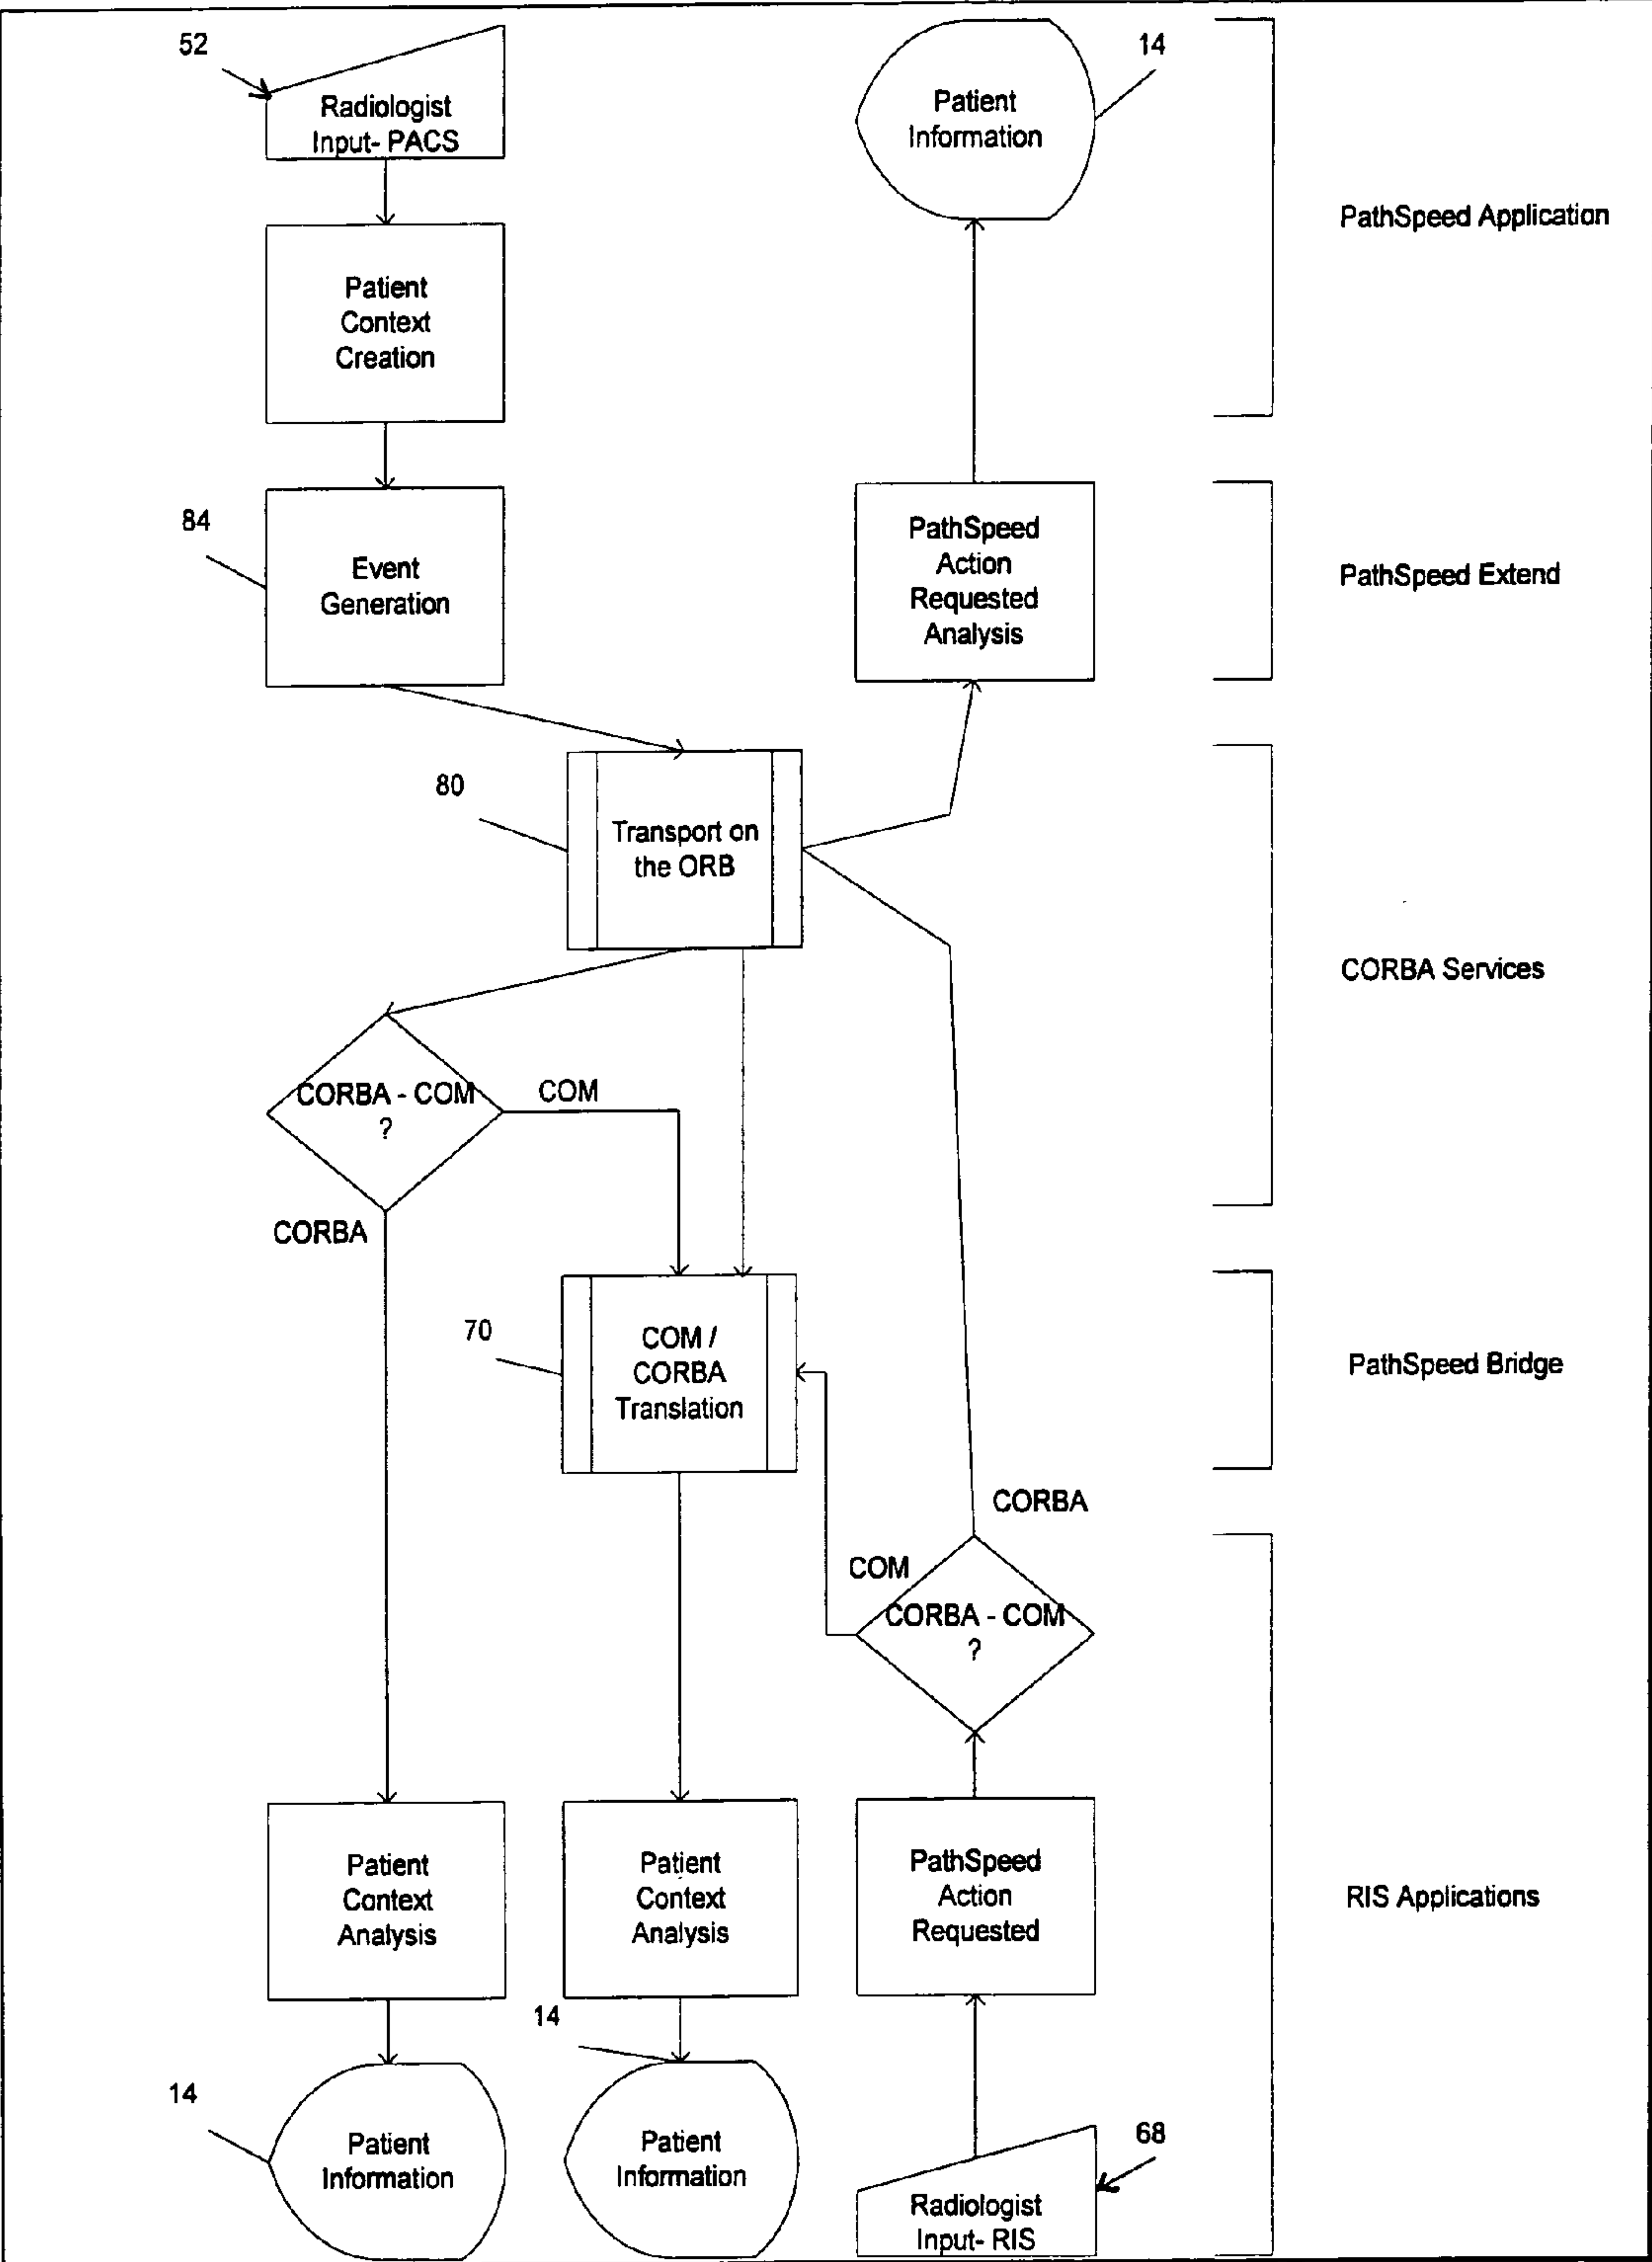 52
Radiologist
Input- PACS
14
Patient
Information
PathSpeed Application
Patient
Context
Creation
84
Event
Generation
PathSpeed
Action
Requested
Analysis
PathSpeed Extend
80
Transport on
the ORB
CORBA Services
CORBA - COM
?
COM
CORBA
70
COM /
CORBA
Translation
PathSpeed Bridge
CORBA
COM
CORBA - COM
?
Patient
Context
Analysis
Patient
Context
Analysis
PathSpeed
Action
Requested
RIS Applications
14
Patient
Information
14
Patient
Information
68
Radiologist
Input- RIS